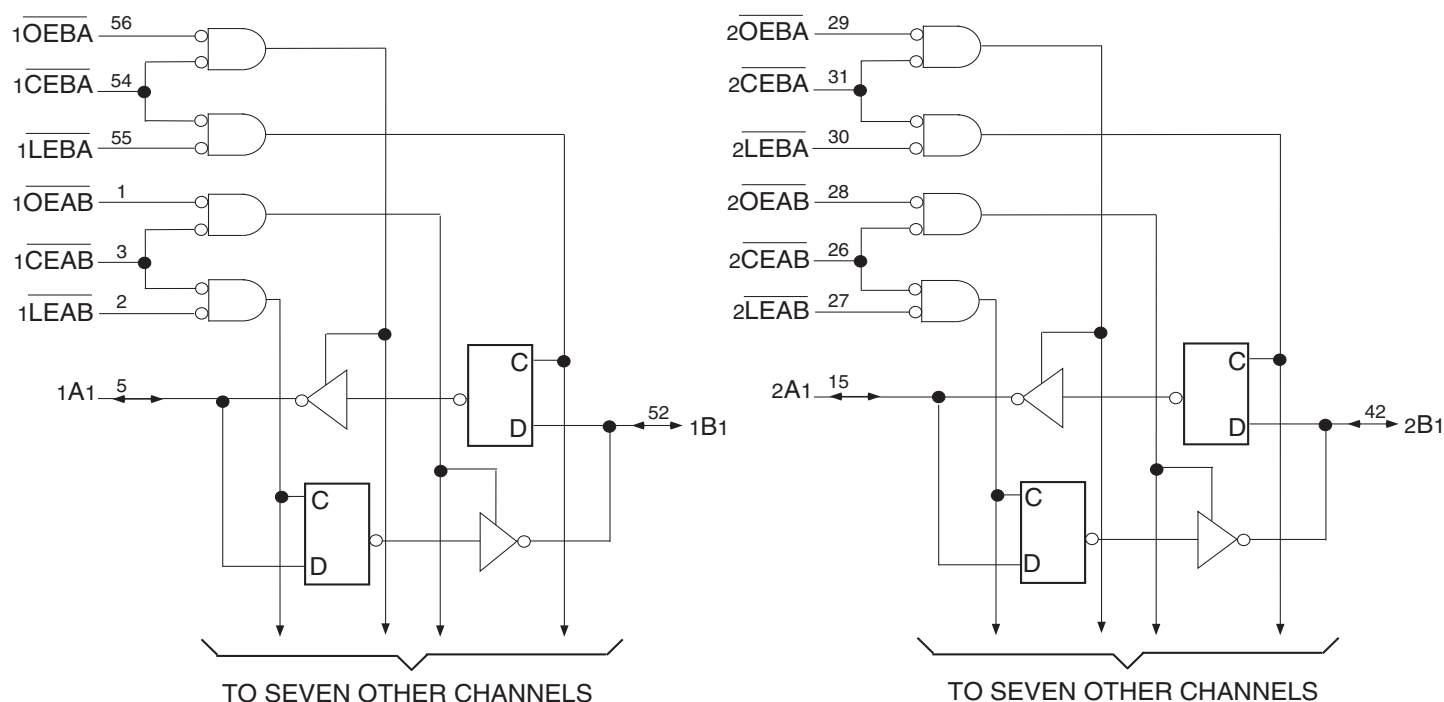 1OEBA 56
1CEBA 54
1LEBA 55
1OEAB 1
1CEAB 3
1LEAB 2
C
1A1 5
D
52 1B1
C
D
TO SEVEN OTHER CHANNELS
2OEBA 29
2CEBA 31
2LEBA 30
2OEAB 28
2CEAB 26
2LEAB 27
C
2A1 15
D
42 2B1
C
D
TO SEVEN OTHER CHANNELS